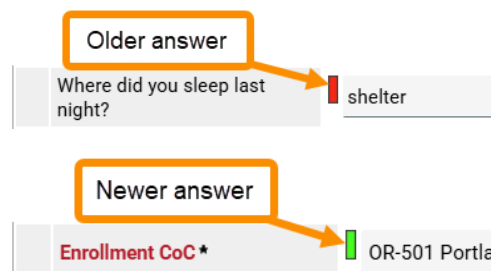 Older answer
Where did you sleep last
night?
shelter
Newer answer
Enrollment CoC*
OR-501 Portla